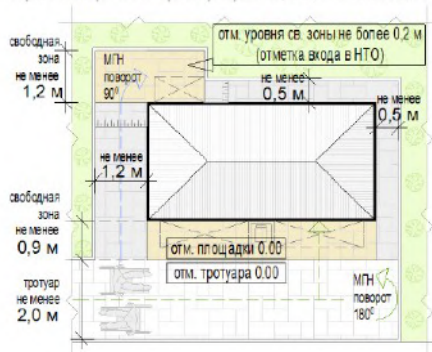 отм. уровня св. зоны не более 0,2 м
(отметка входа в НТО)
свободная
зона
не менее
1,2 м
МГН
поворот
90⁰
не менее
0,5 м
не менее
0,5 м
не менее
1,2 м
свободная
зона
не менее
0,9 м
отм. площадки 0.00
отм. тротуара 0.00
тротуар
не менее
2,0 м
МГН
поворот
180⁰